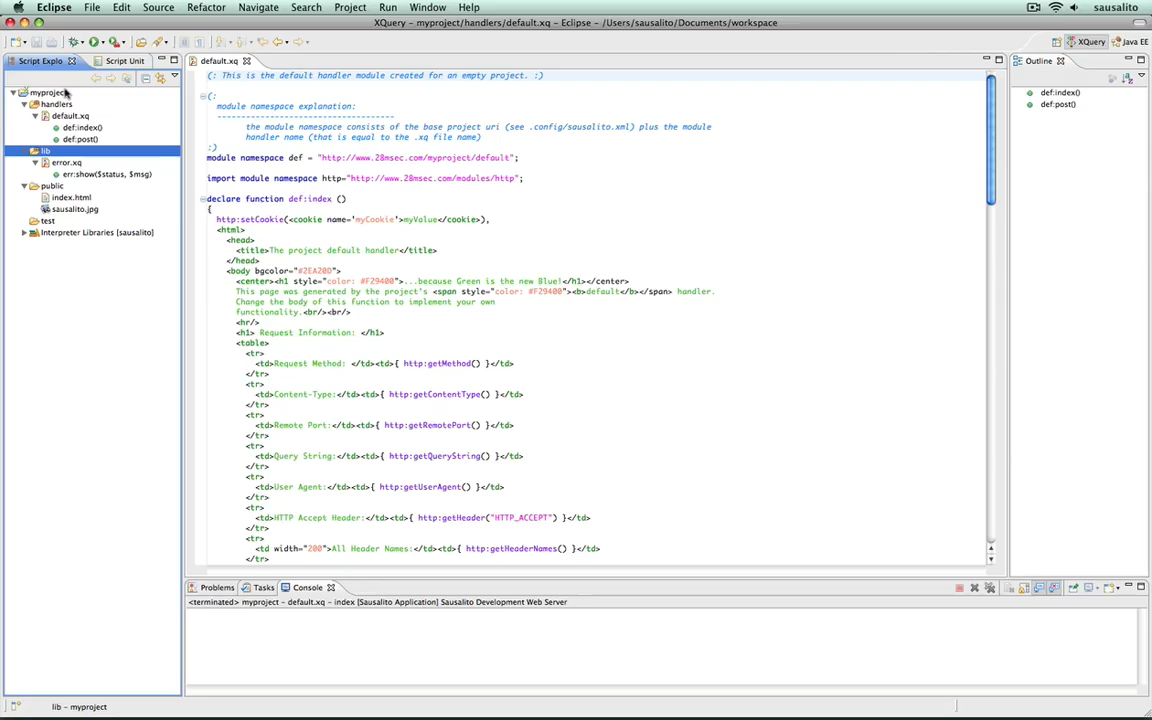 Eclipse File Edit Source Refactor Navigate Search Project Run Window Help sausalito
XQuery - myproject/handlers/default.xq - Eclipse - /Users/sausalito/Documents/workspace
XQuery Java EE
Script Explo Script Unit
myproject
handlers
default.xq
def:index()
def:post()
lib
error.xq
err:show($status, $msg)
public
index.html
sausalito.jpg
test
Interpreter Libraries [sausalito]
default.xq
(: This is the default handler module created for an empty project. :)
(:
module namespace explanation:
-----------------------------------
the module namespace consists of the base project uri (see .config/sausalito.xml) plus the module
handler name (that is equal to the .xq file name)
:)
module namespace def = "http://www.28msec.com/myproject/default";
import module namespace http="http://www.28msec.com/modules/http";
declare function def:index ()
{
http:setCookie(<cookie name='myCookie'>myValue</cookie>),
<html>
<head>
<title>The project default handler</title>
</head>
<body bgcolor="#2EA20D">
<center><h1 style="color: #F29400">...because Green is the new Blue!</h1></center>
This page was generated by the project's <span style="color: #F29400"><b>default</b></span> handler.
Change the body of this function to implement your own
functionality.<br/><br/>
<hr/>
<h1> Request Information: </h1>
<table>
<tr>
<td>Request Method: </td><td>{ http:getMethod() }</td>
</tr>
<tr>
<td>Content-Type:</td><td>{ http:getContentType() }</td>
</tr>
<tr>
<td>Remote Port:</td><td>{ http:getRemotePort() }</td>
</tr>
<tr>
<td>Query String:</td><td>{ http:getQueryString() }</td>
</tr>
<tr>
<td>User Agent:</td><td>{ http:getUserAgent() }</td>
</tr>
<tr>
<td>HTTP Accept Header:</td><td>{ http:getHeader("HTTP_ACCEPT") }</td>
</tr>
<tr>
<td width="200">All Header Names:</td><td>{ http:getHeaderNames() }</td>
</tr>
Outline
def:index()
def:post()
Problems Tasks Console
<terminated> myproject - default.xq - index [Sausalito Application] Sausalito Development Web Server
lib - myproject